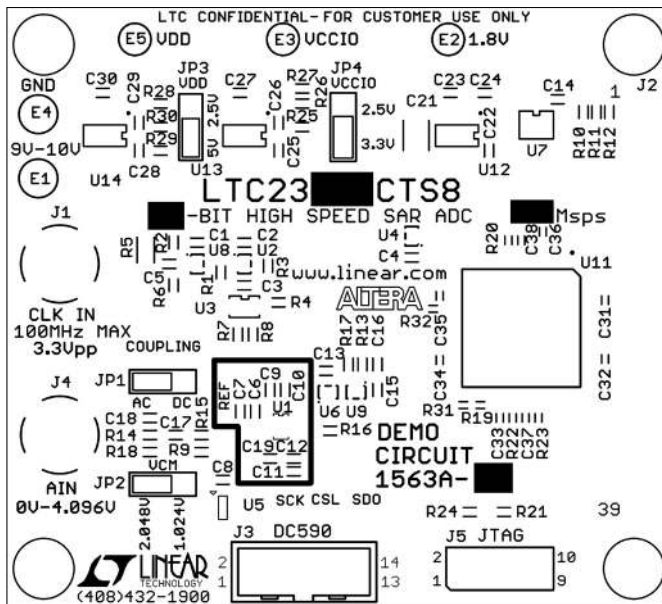 LTC CONFIDENTIAL-FOR CUSTOMER USE ONLY
E5 VDD
E3 VCCIO
E2 1.8V
GND
J2
C30
C29
R28
JP3
VDD
C27
C26
R27
R26
JP4
VCCIO
C23
C24
C14
1
E4
R30
R29
2.5V
5V
R25
2.5V
3.3V
C21
C22
R10
R11
R12
9V-10V
C28
C25
U12
U7
E1
U14
U13
LTC23 CTS8
-BIT HIGH SPEED SAR ADC
Msps
J1
R5
R2
C1
U8
C2
U2
U4
C4
R20
C38
C36
U11
C5
R6
R1
R3
C3
www.linear.com
U3
R4
ALTERA
R32
C35
C31
CLK IN
100MHz MAX
3.3Vpp
R7
R8
R17
R13
C16
COUPLING
C13
C34
C32
J4
JP1
REF
C7
C6
C9
C10
C15
AC
DC
R15
U1
U6
U9
R31
R19
C18
C17
R14
R16
C33
R22
C37
R23
R18
R9
C19
C12
C11
DEMO
CIRCUIT
1563A-
AIN
0V-4.096V
VCM
JP2
C8
2.048V
1.024V
U5
SCK CSL SDO
R24
R21
39
J3 DC590
J5 JTAG
2
14
1
13
2
10
1
9
LINEAR
TECHNOLOGY
(408)432-1900